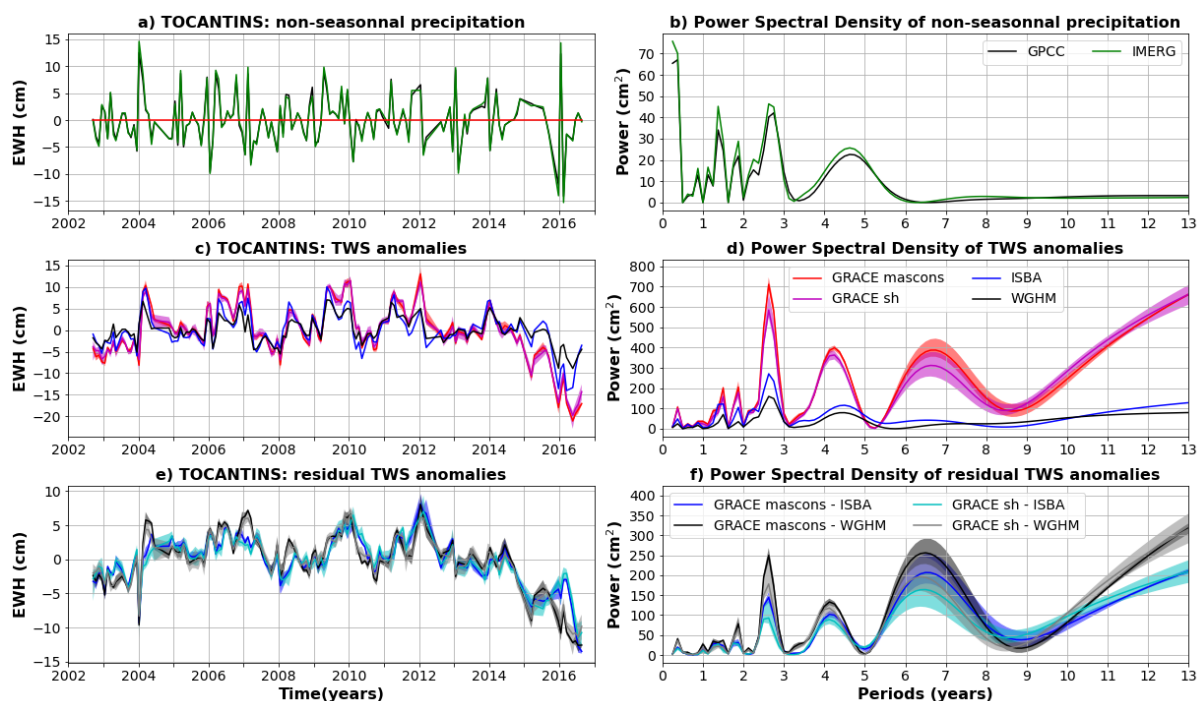 a) TOCANTINS: non-seasonnal precipitation
EWH (cm)
15
10
5
0
−5
−10
−15
2002 2004 2006 2008 2010 2012 2014 2016
b) Power Spectral Density of non-seasonnal precipitation
Power (cm²)
70
60
50
40
30
20
10
0
GPCC IMERG
0 1 2 3 4 5 6 7 8 9 10 11 12 13
c) TOCANTINS: TWS anomalies
EWH (cm)
15
10
5
0
−5
−10
−15
−20
2002 2004 2006 2008 2010 2012 2014 2016
d) Power Spectral Density of TWS anomalies
Power (cm²)
800
700
600
500
400
300
200
100
0
GRACE mascons ISBA
GRACE sh WGHM
0 1 2 3 4 5 6 7 8 9 10 11 12 13
e) TOCANTINS: residual TWS anomalies
EWH (cm)
10
5
0
−5
−10
−15
2002 2004 2006 2008 2010 2012 2014 2016
Time(years)
f) Power Spectral Density of residual TWS anomalies
Power (cm²)
400
350
300
250
200
150
100
50
0
GRACE mascons - ISBA GRACE sh - ISBA
GRACE mascons - WGHM GRACE sh - WGHM
0 1 2 3 4 5 6 7 8 9 10 11 12 13
Periods (years)